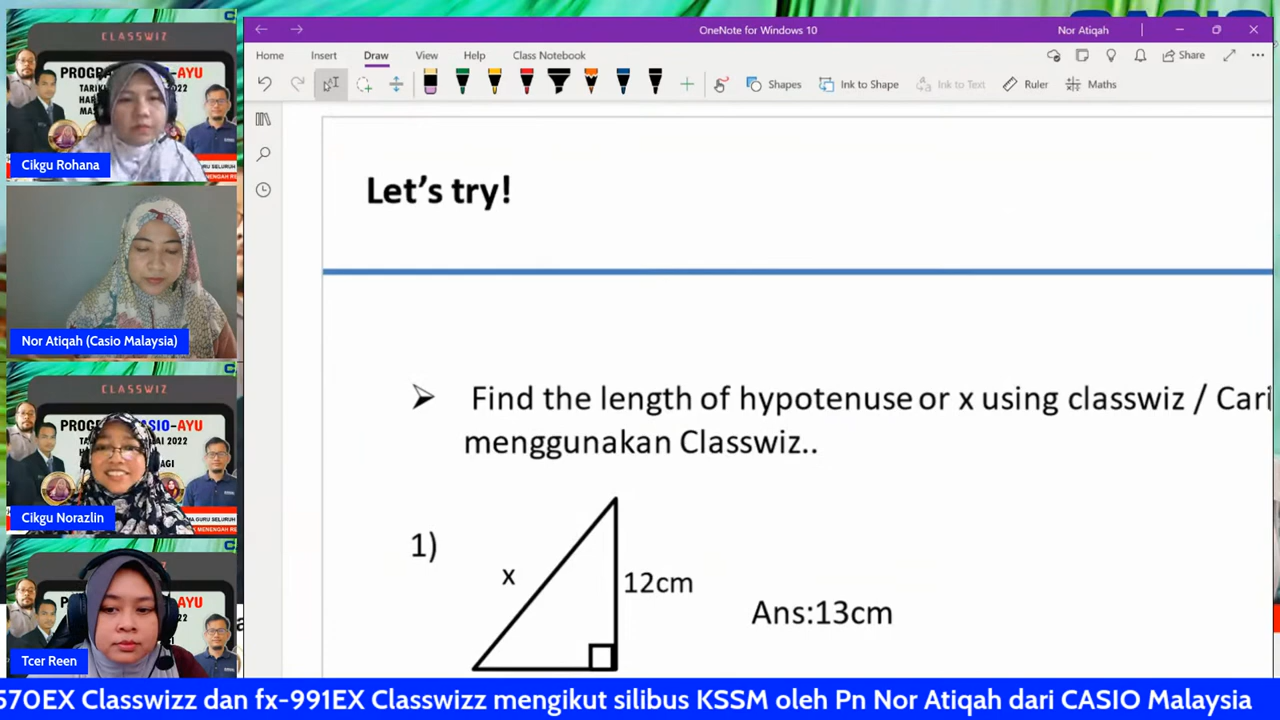 CLASSWIZ
Cikgu Rohana
Nor Atiqah (Casio Malaysia)
CLASSWIZ
Cikgu Norazlin
Tcer Reen
OneNote for Windows 10
Nor Atiqah
Home
Insert
Draw
View
Help
Class Notebook
Share
Shapes
Ink to Shape
Ink to Text
Ruler
Maths
Let's try!
Find the length of hypotenuse or x using classwiz / Cari
menggunakan Classwiz..
1)
x
12cm
Ans:13cm
570EX Classwizz dan fx-991EX Classwizz mengikut silibus KSSM oleh Pn Nor Atiqah dari CASIO Malaysia